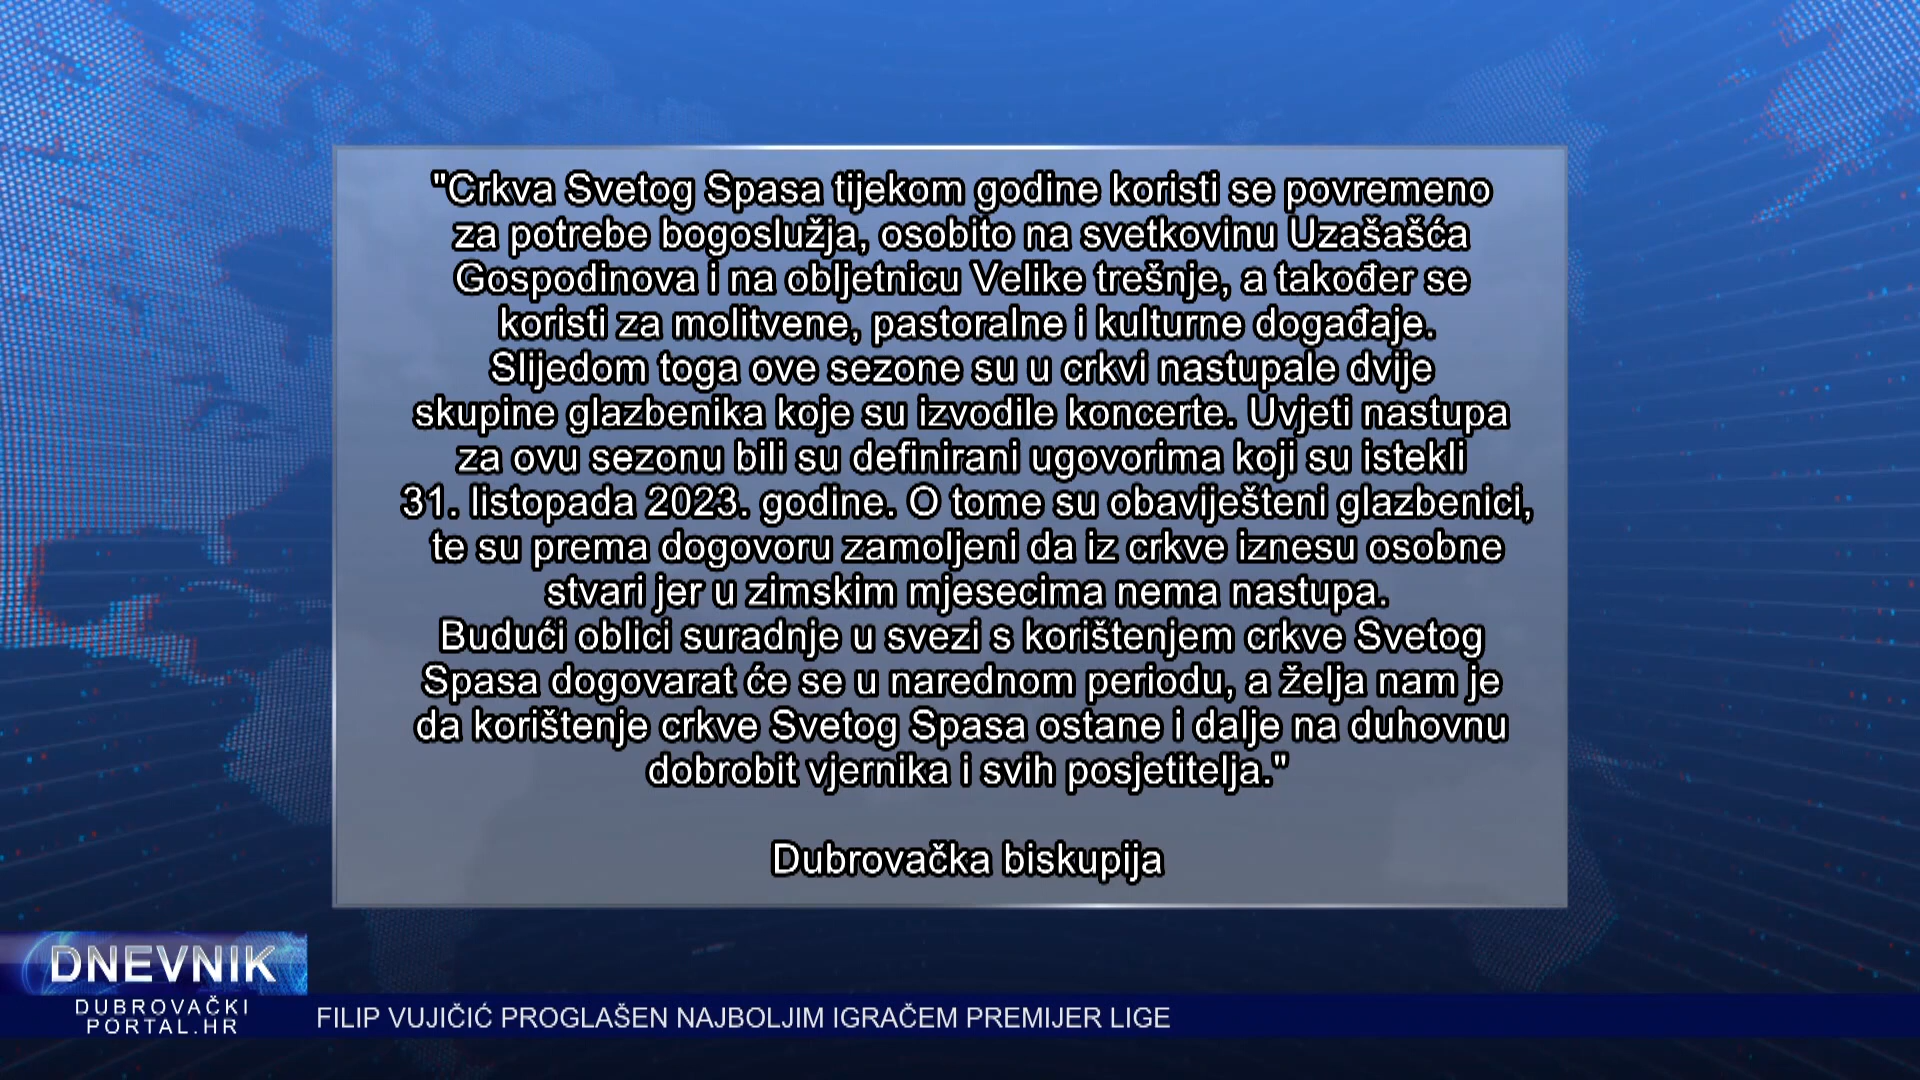 "Crkva Svetog Spasa tijekom godine koristi se povremeno
za potrebe bogoslužja, osobito na svetkovinu Uzašašća
Gospodinova i na obljetnicu Velike trešnje, a također se
koristi za molitvene, pastoralne i kulturne događaje.
Slijedom toga ove sezone su u crkvi nastupale dvije
skupine glazbenika koje su izvodile koncerte. Uvjeti nastupa
za ovu sezonu bili su definirani ugovorima koji su istekli
31. listopada 2023. godine. O tome su obaviješteni glazbenici,
te su prema dogovoru zamoljeni da iz crkve iznesu osobne
stvari jer u zimskim mjesecima nema nastupa.
Budući oblici suradnje u svezi s korištenjem crkve Svetog
Spasa dogovarat će se u narednom periodu, a želja nam je
da korištenje crkve Svetog Spasa ostane i dalje na duhovnu
dobrobit vjernika i svih posjetitelja."
Dubrovačka biskupija
DNEVNIK
DUBROVAČKI
PORTAL.HR
FILIP VUJIČIĆ PROGLAŠEN NAJBOLJIM IGRAČEM PREMIJER LIGE